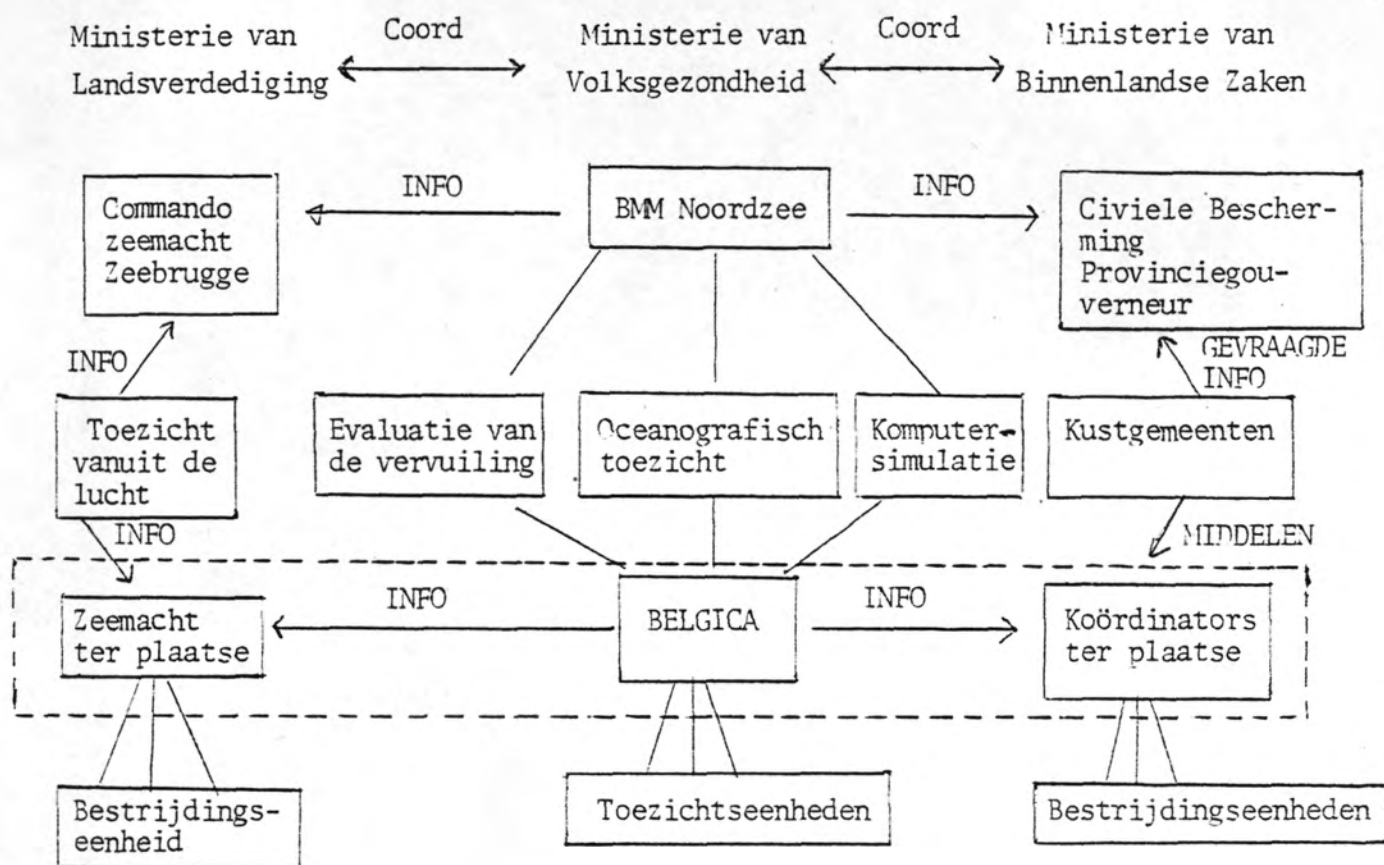 Ministerie van
Landsverdediging
Coord
Ministerie van
Volksgezondheid
Coord
Ministerie van
Binnenlandse Zaken
Commando
zeemacht
Zeebrugge
INFO
BMM Noordzee
INFO
Civiele Bescher-
ming
Provinciegou-
verneur
INFO
GEVRAAGDE
INFO
Toezicht
vanuit de
lucht
Evaluatie van
de vervuiling
Oceanografisch
toezicht
Komputer-
simulatie
Kustgemeenten
INFO
MIDDELEN
Zeemacht
ter plaatse
INFO
BELGICA
INFO
Koördinators
ter plaatse
Bestrijdings-
eenheid
Toezichtseenheden
Bestrijdingseenheden